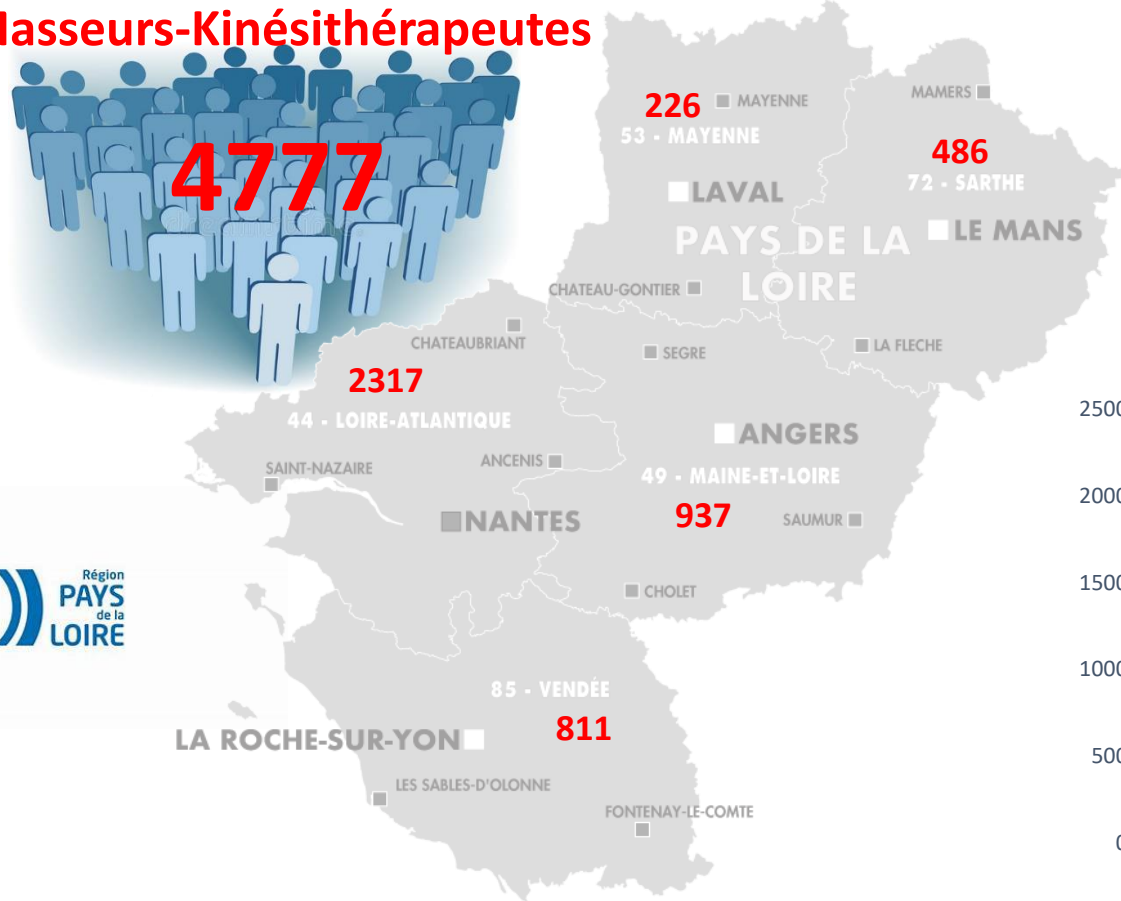 Masseurs-Kinésithérapeutes
4777
226
MAYENNE
53 - MAYENNE
MAMERS
486
72 - SARTHE
LAVAL
LE MANS
PAYS DE LA
LOIRE
CHATEAU-GONTIER
CHATEAUBRIANT
SEGRE
LA FLECHE
2317
44 - LOIRE-ATLANTIQUE
ANGERS
SAINT-NAZAIRE
ANCENIS
49 - MAINE-ET-LOIRE
937
SAUMUR
NANTES
CHOLET
Région
PAYS
de la
LOIRE
85 - VENDÉE
811
LA ROCHE-SUR-YON
LES SABLES-D'OLONNE
FONTENAY-LE-COMTE
2500
2000
1500
1000
500
0